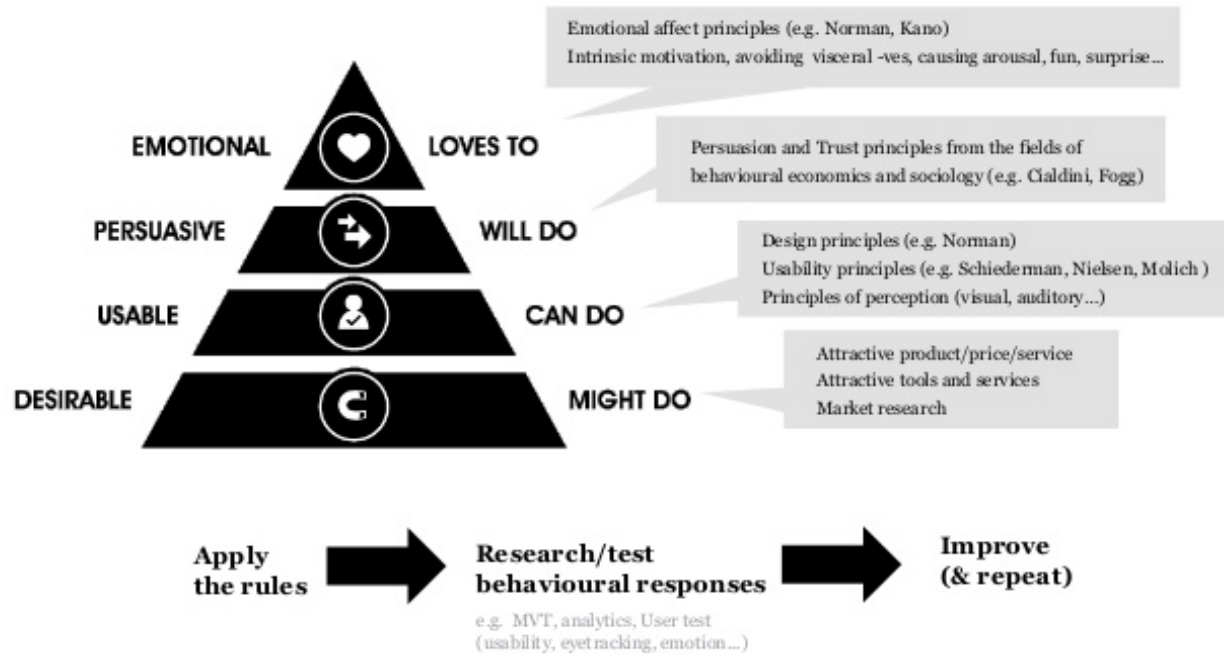 Emotional affect principles (e.g. Norman, Kano)
Intrinsic motivation, avoiding visceral -ves, causing arousal, fun, surprise...
EMOTIONAL
LOVES TO
Persuasion and Trust principles from the fields of
behavioural economics and sociology (e.g. Cialdini, Fogg)
PERSUASIVE
WILL DO
Design principles (e.g. Norman)
Usability principles (e.g. Schiederman, Nielsen, Molich )
Principles of perception (visual, auditory...)
USABLE
CAN DO
Attractive product/price/service
Attractive tools and services
Market research
DESIRABLE
MIGHT DO
Apply
the rules
Research/test
behavioural responses
e.g. MVT, analytics, User test
(usability, eyetracking, emotion...)
Improve
(& repeat)